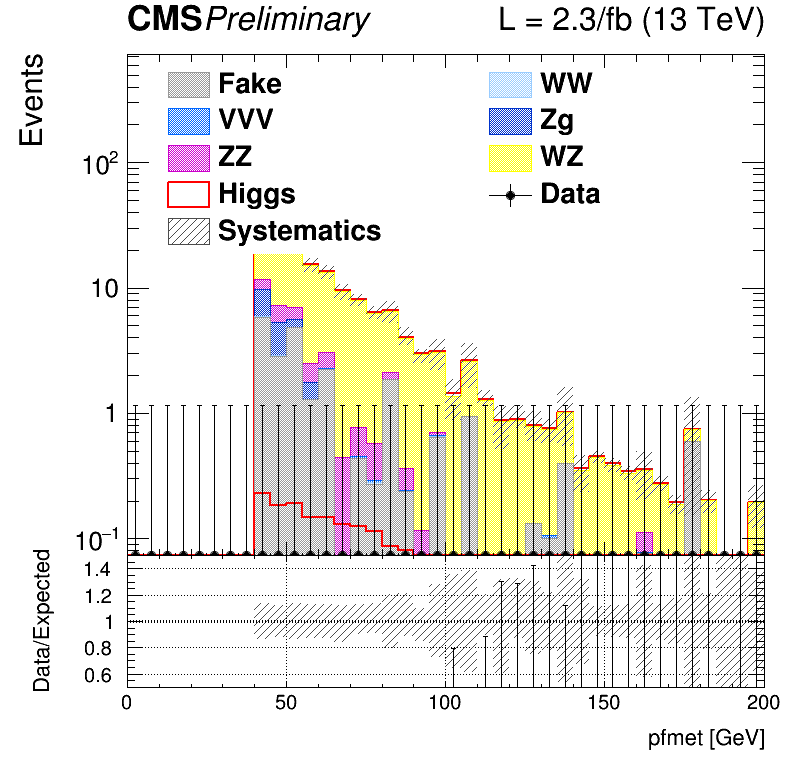 CMS Preliminary L = 2.3/fb (13 TeV)
Events
Fake WW
VVV Zg
ZZ WZ
Higgs Data
Systematics
10²
10
1
10⁻¹
Data/Expected
1.4
1.2
1
0.8
0.6
0 50 100 150 200
pfmet [GeV]